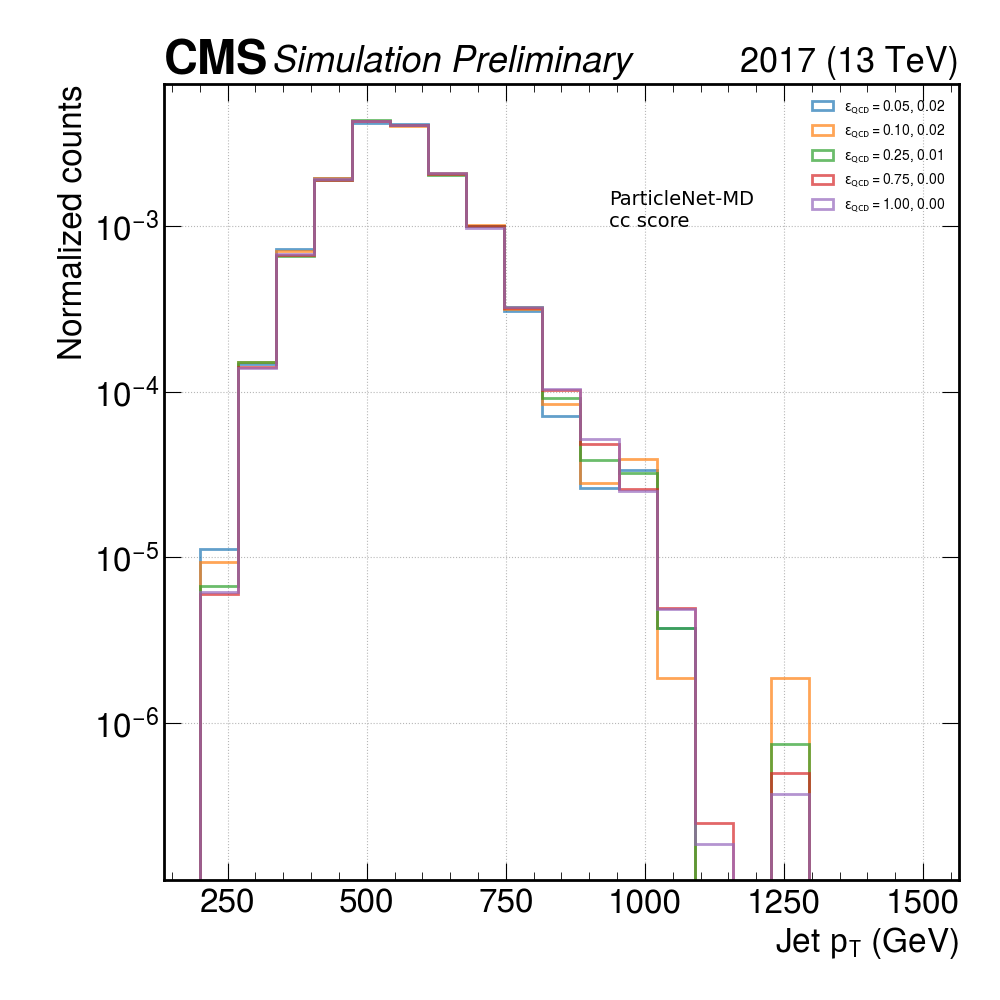 CMS Simulation Preliminary 2017 (13 TeV)
Normalized counts
ε_QCD = 0.05, 0.02
ε_QCD = 0.10, 0.02
ε_QCD = 0.25, 0.01
ε_QCD = 0.75, 0.00
ε_QCD = 1.00, 0.00
ParticleNet-MD
cc score
10⁻³
10⁻⁴
10⁻⁵
10⁻⁶
250 500 750 1000 1250 1500
Jet p_T (GeV)